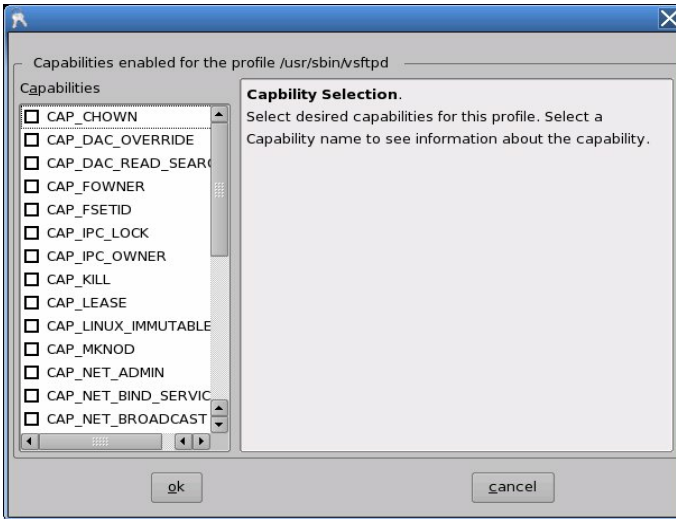 Capabilities enabled for the profile /usr/sbin/vsftpd
Capabilities
CAP_CHOWN
CAP_DAC_OVERRIDE
CAP_DAC_READ_SEARC
CAP_FOWNER
CAP_FSETID
CAP_IPC_LOCK
CAP_IPC_OWNER
CAP_KILL
CAP_LEASE
CAP_LINUX_IMMUTABLE
CAP_MKNOD
CAP_NET_ADMIN
CAP_NET_BIND_SERVIC
CAP_NET_BROADCAST
Capbility Selection.
Select desired capabilities for this profile. Select a
Capability name to see information about the capability.
ok
cancel